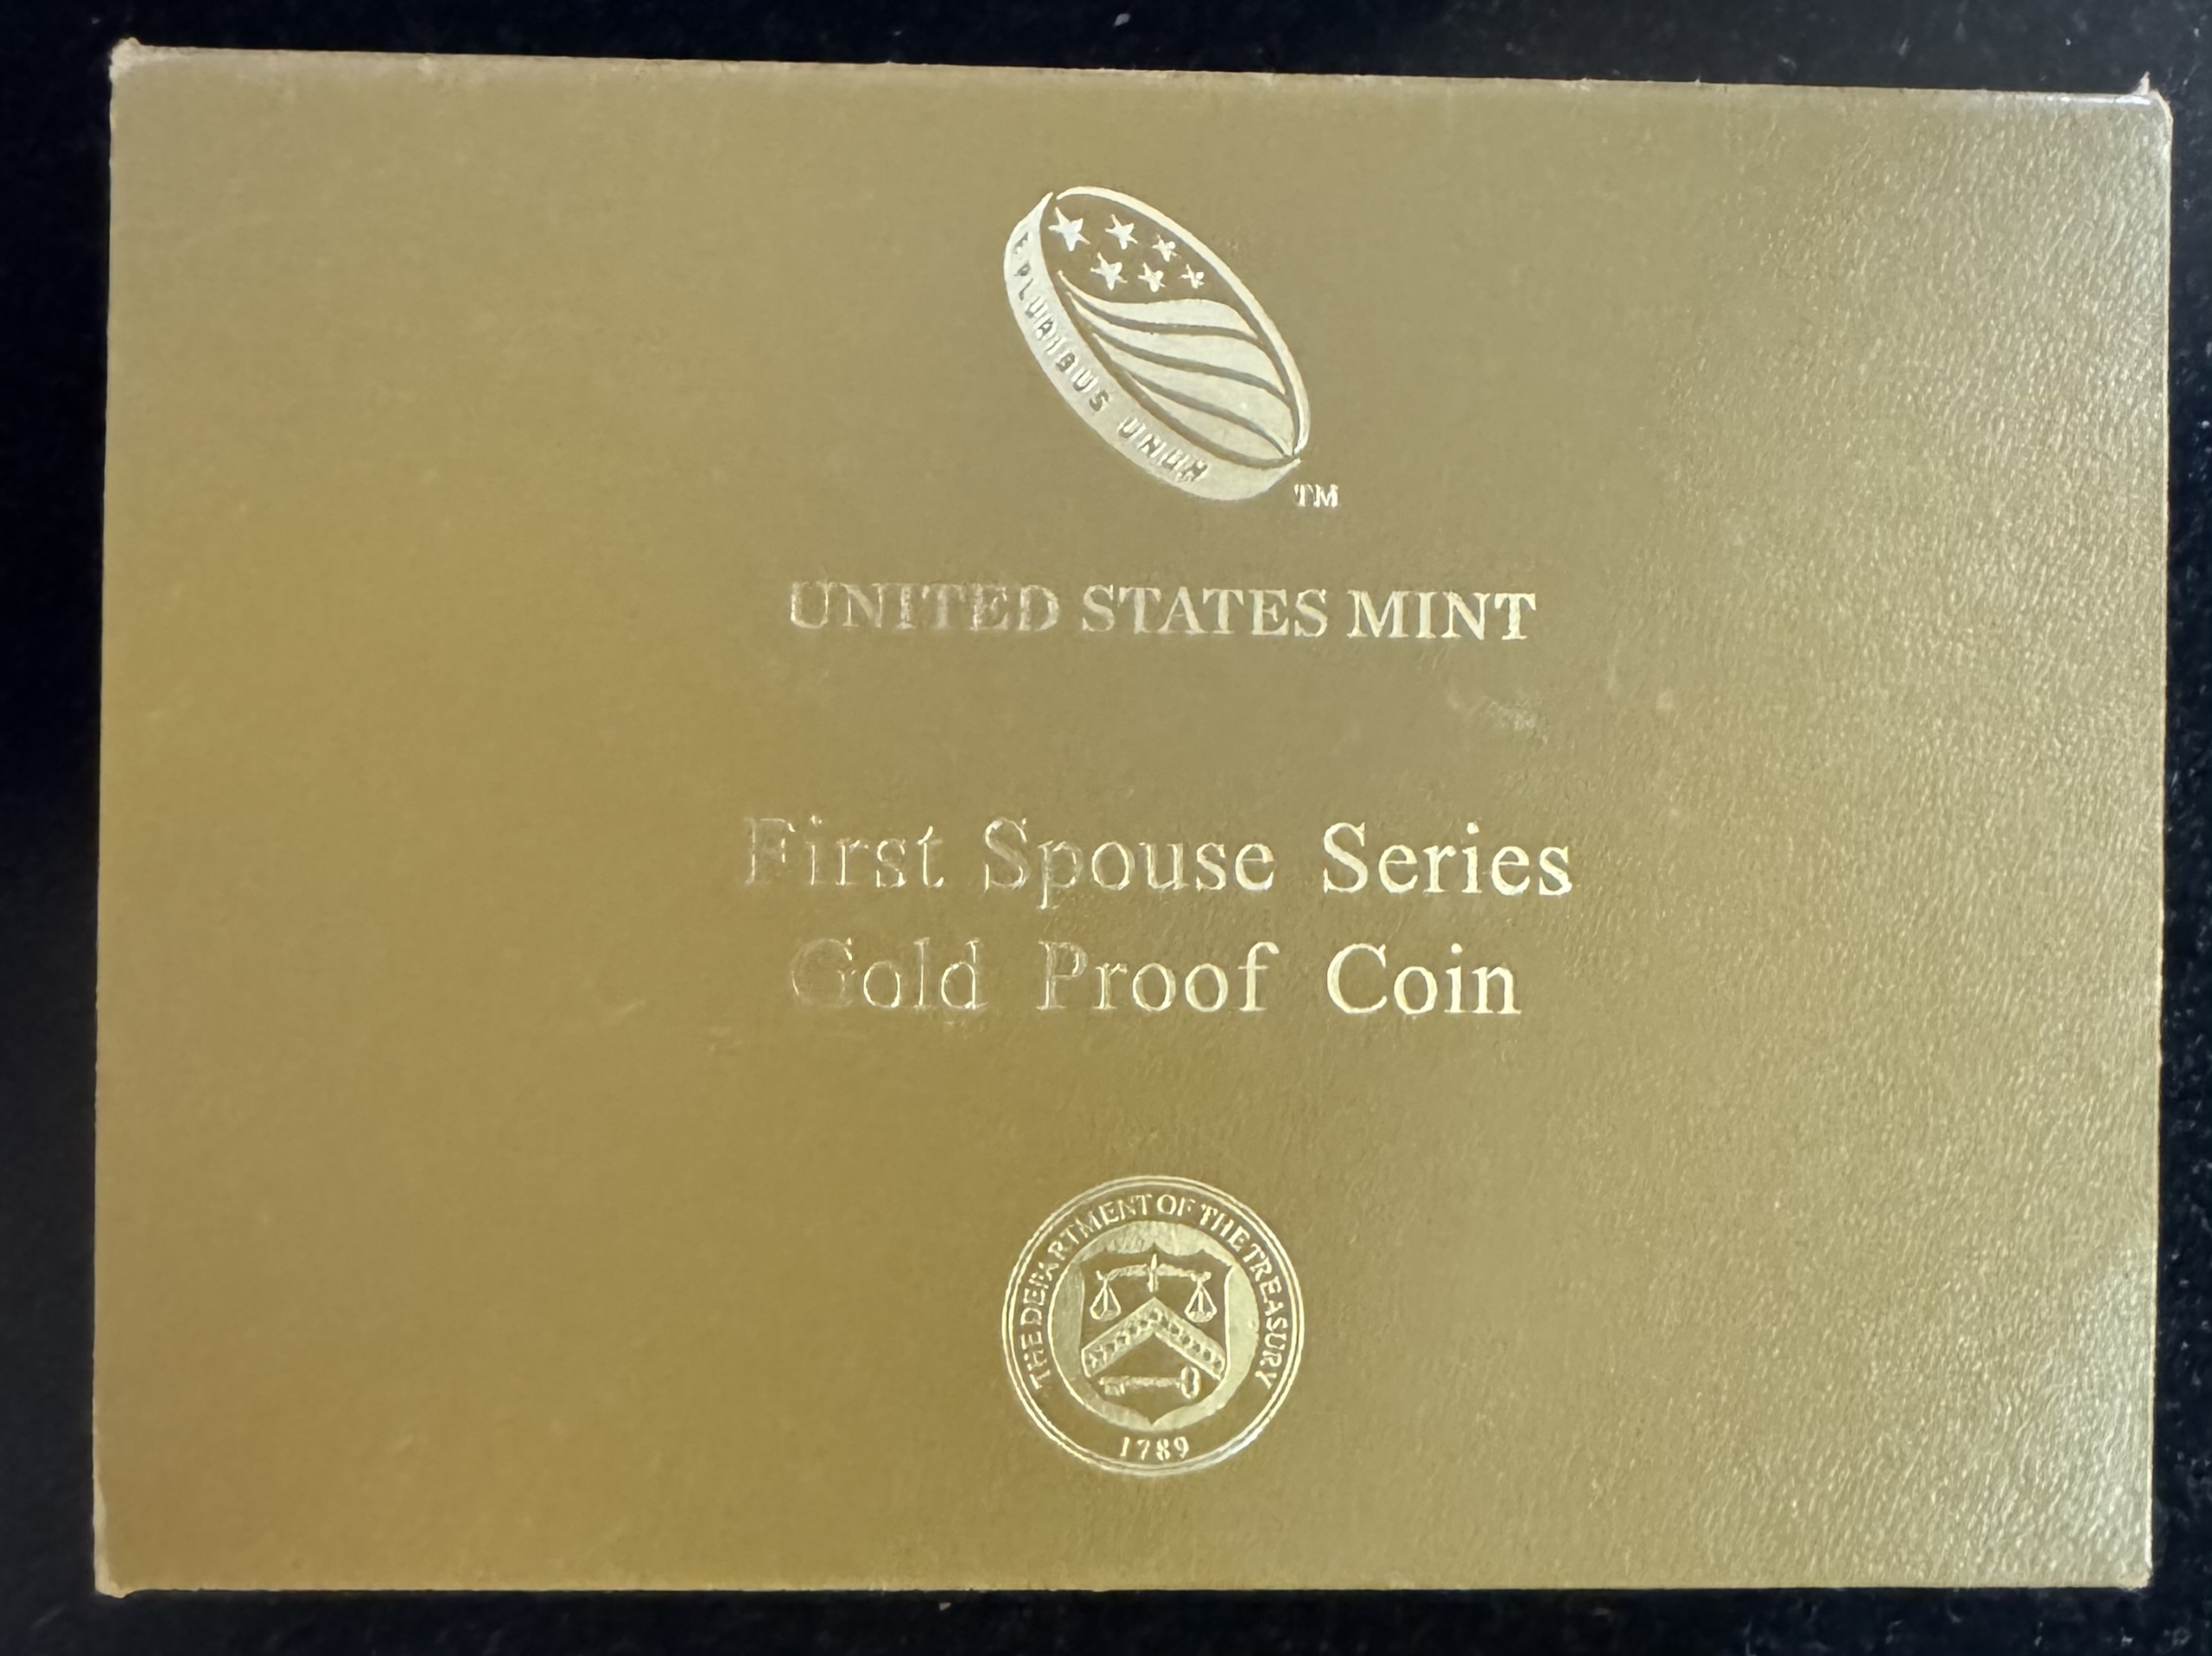 E PLURIBUS UNUM
TM
UNITED STATES MINT
First Spouse Series
Gold Proof Coin
THE DEPARTMENT OF THE TREASURY
1789